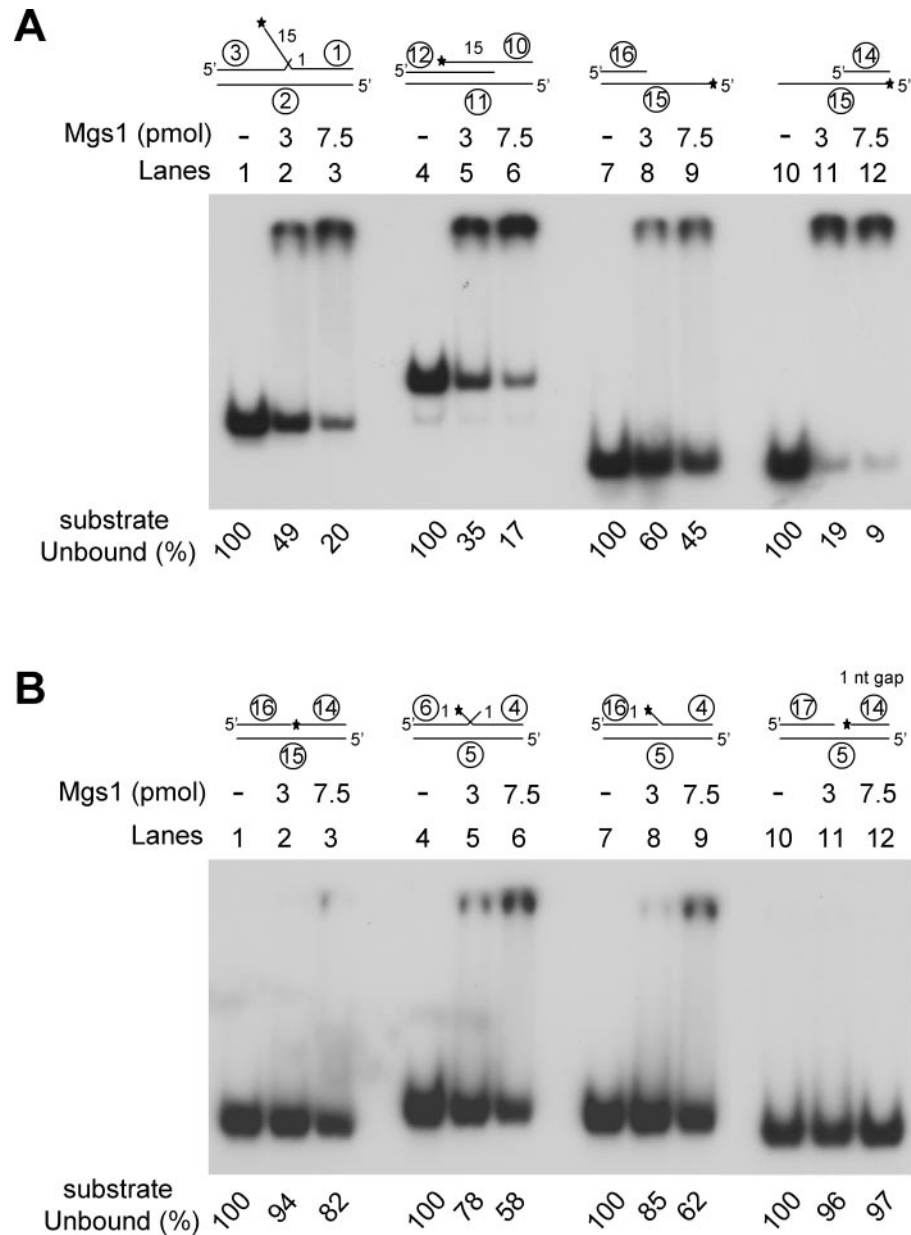 A
15
3 1 1
5' 5'
2
15
12 10
5' 5'
11
16
5' 5'
15
14
5'
15
Mgs1 (pmol) - 3 7.5 - 3 7.5 - 3 7.5 - 3 7.5
Lanes 1 2 3 4 5 6 7 8 9 10 11 12
substrate
Unbound (%) 100 49 20 100 35 17 100 60 45 100 19 9
B
16 14
5' 5'
15
6 1 1 4
5' 5'
5
16 1 4
5' 5'
5
1 nt gap
17 14
5' 5'
5
Mgs1 (pmol) - 3 7.5 - 3 7.5 - 3 7.5 - 3 7.5
Lanes 1 2 3 4 5 6 7 8 9 10 11 12
substrate
Unbound (%) 100 94 82 100 78 58 100 85 62 100 96 97